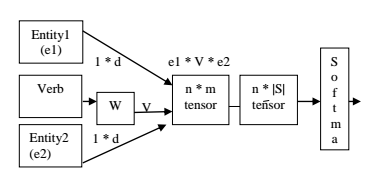 Entity1
(e1)
1 * d
e1 * V * e2
Verb
W
V
n * m
tensor
n * |S|
tensor
S
o
f
t
m
a
Entity2
(e2)
1 * d